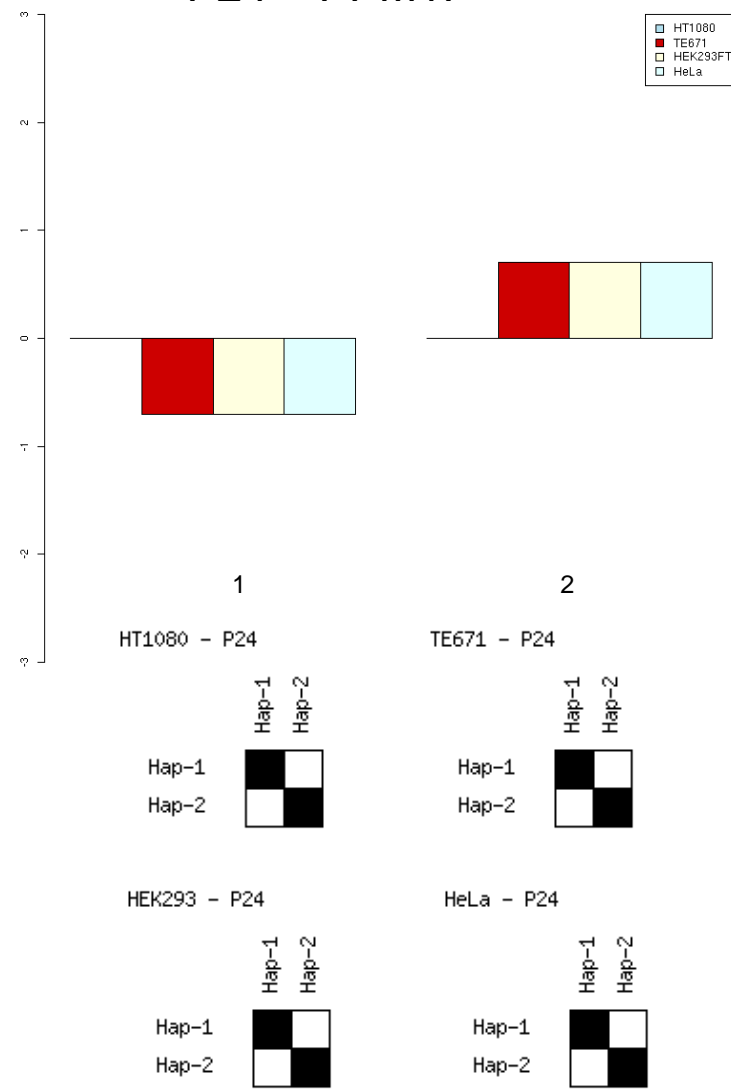 HT1080
TE671
HEK293FT
HeLa
3
2
1
0
-1
-2
-3
1 2
HT1080 - P24 TE671 - P24
Hap-1 Hap-2 Hap-1 Hap-2
Hap-1 Hap-1
Hap-2 Hap-2
HEK293 - P24 HeLa - P24
Hap-1 Hap-2 Hap-1 Hap-2
Hap-1 Hap-1
Hap-2 Hap-2